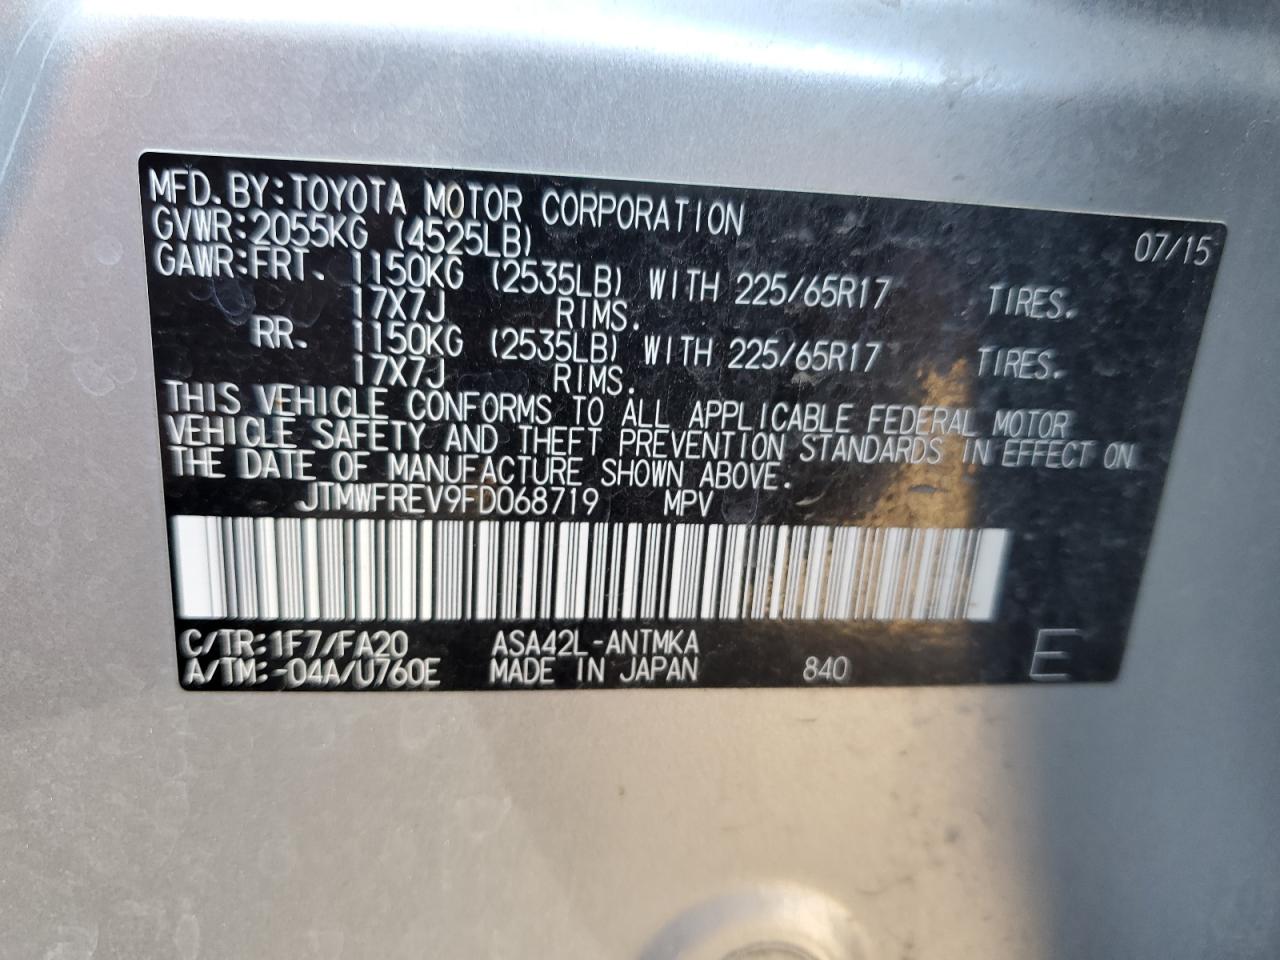 MFD.BY:TOYOTA MOTOR CORPORATION 07/15
GVWR:2055KG (4525LB)
GAWR:FRT. 1150KG (2535LB) WITH 225/65R17 TIRES.
17X7J RIMS.
RR. 1150KG (2535LB) WITH 225/65R17 TIRES.
17X7J RIMS.
THIS VEHICLE CONFORMS TO ALL APPLICABLE FEDERAL MOTOR
VEHICLE SAFETY AND THEFT PREVENTION STANDARDS IN EFFECT ON
THE DATE OF MANUFACTURE SHOWN ABOVE.
JTMWFREV9FD068719 MPV
C/TR:1F7/FA20 ASA42L-ANTMKA
A/TM:-04A/U760E MADE IN JAPAN 840 E